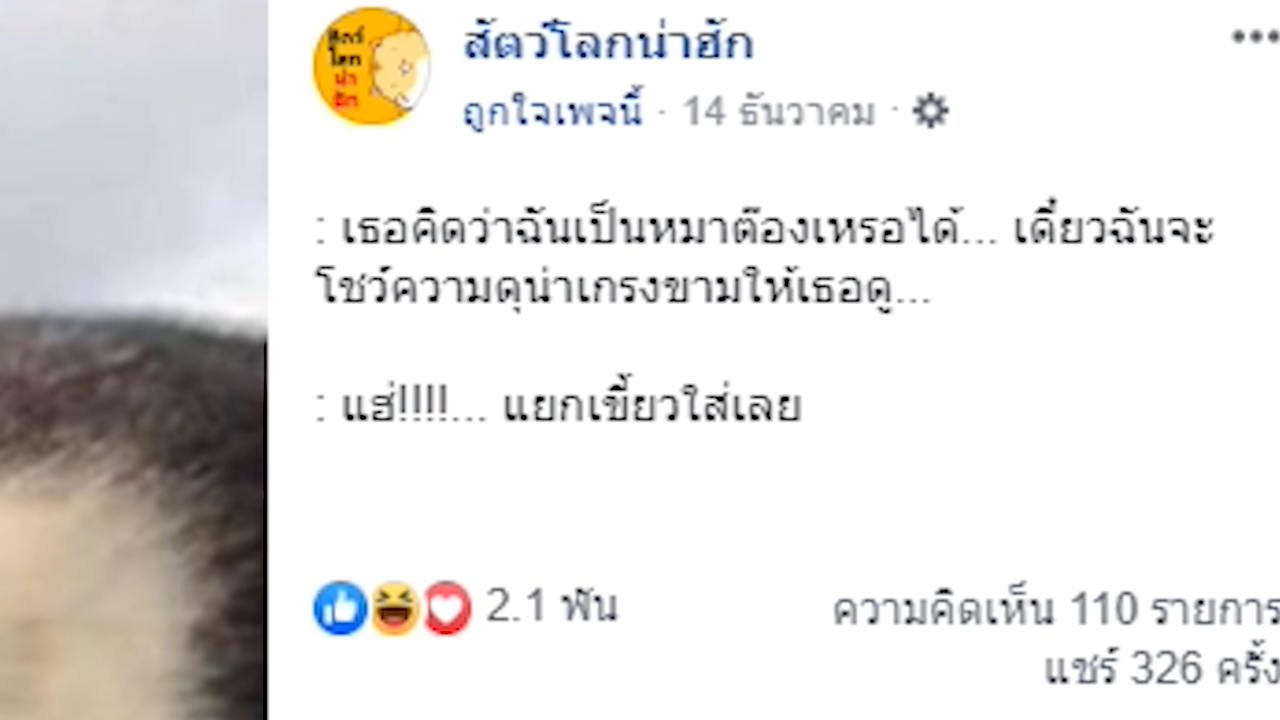 สัตว์โลกน่าฮัก
ถูกใจเพจนี้ · 14 ธันวาคม ·
: เธอคิดว่าฉันเป็นหมาต๊องเหรอได้... เดี๋ยวฉันจะ
โชว์ความดุน่าเกรงขามให้เธอดู...
: แฮ่!!!!... แยกเขี้ยวใส่เลย
2.1 พัน
ความคิดเห็น 110 รายการ
แชร์ 326 ครั้ง